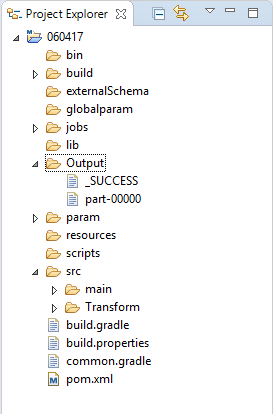 Project Explorer
060417
bin
build
externalSchema
globalparam
jobs
lib
Output
_SUCCESS
part-00000
param
resources
scripts
src
main
Transform
build.gradle
build.properties
common.gradle
pom.xml